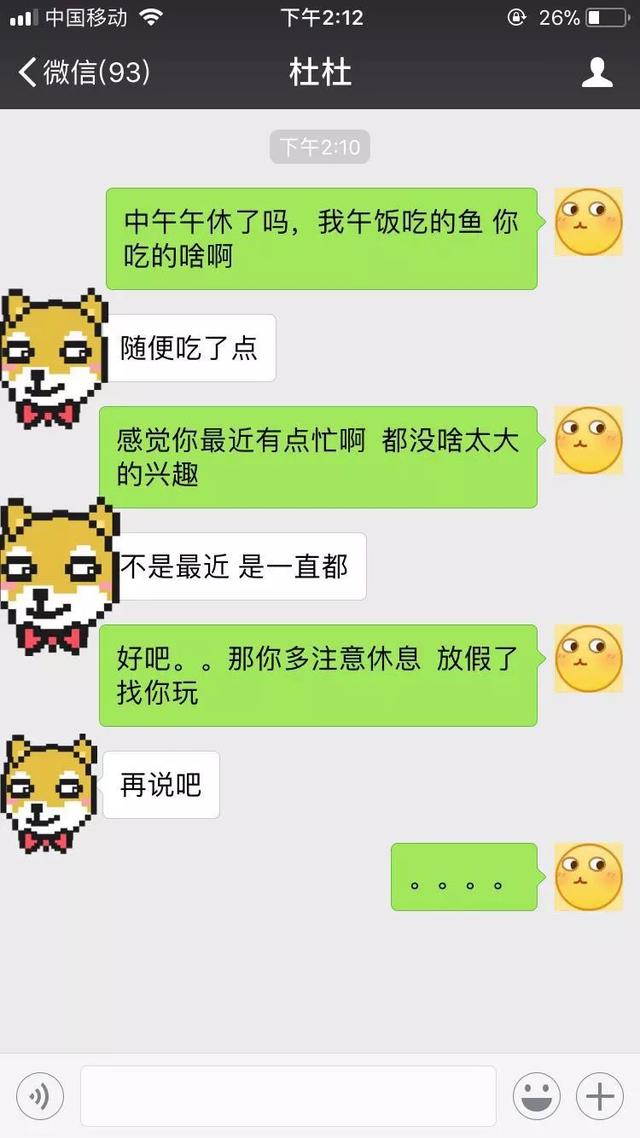 中国移动 下午2:12 26%
微信(93) 杜杜
下午2:10
中午午休了吗，我午饭吃的鱼 你
吃的啥啊
随便吃了点
感觉你最近有点忙啊 都没啥太大
的兴趣
不是最近 是一直都
好吧。。那你多注意休息 放假了
找你玩
再说吧
。。。。